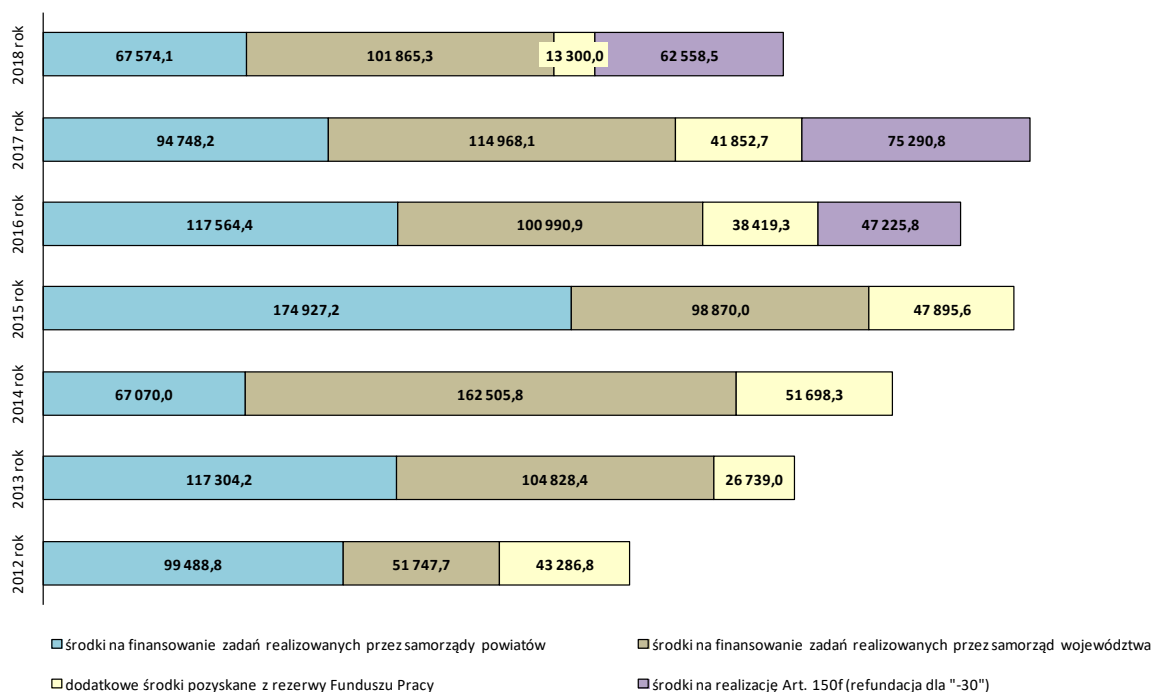 2018 rok
67 574,1 101 865,3 13 300,0 62 558,5
2017 rok
94 748,2 114 968,1 41 852,7 75 290,8
2016 rok
117 564,4 100 990,9 38 419,3 47 225,8
2015 rok
174 927,2 98 870,0 47 895,6
2014 rok
67 070,0 162 505,8 51 698,3
2013 rok
117 304,2 104 828,4 26 739,0
2012 rok
99 488,8 51 747,7 43 286,8
środki na finansowanie zadań realizowanych przez samorządy powiatów
środki na finansowanie zadań realizowanych przez samorząd województwa
dodatkowe środki pozyskane z rezerwy Funduszu Pracy
środki na realizację Art. 150f (refundacja dla "-30")